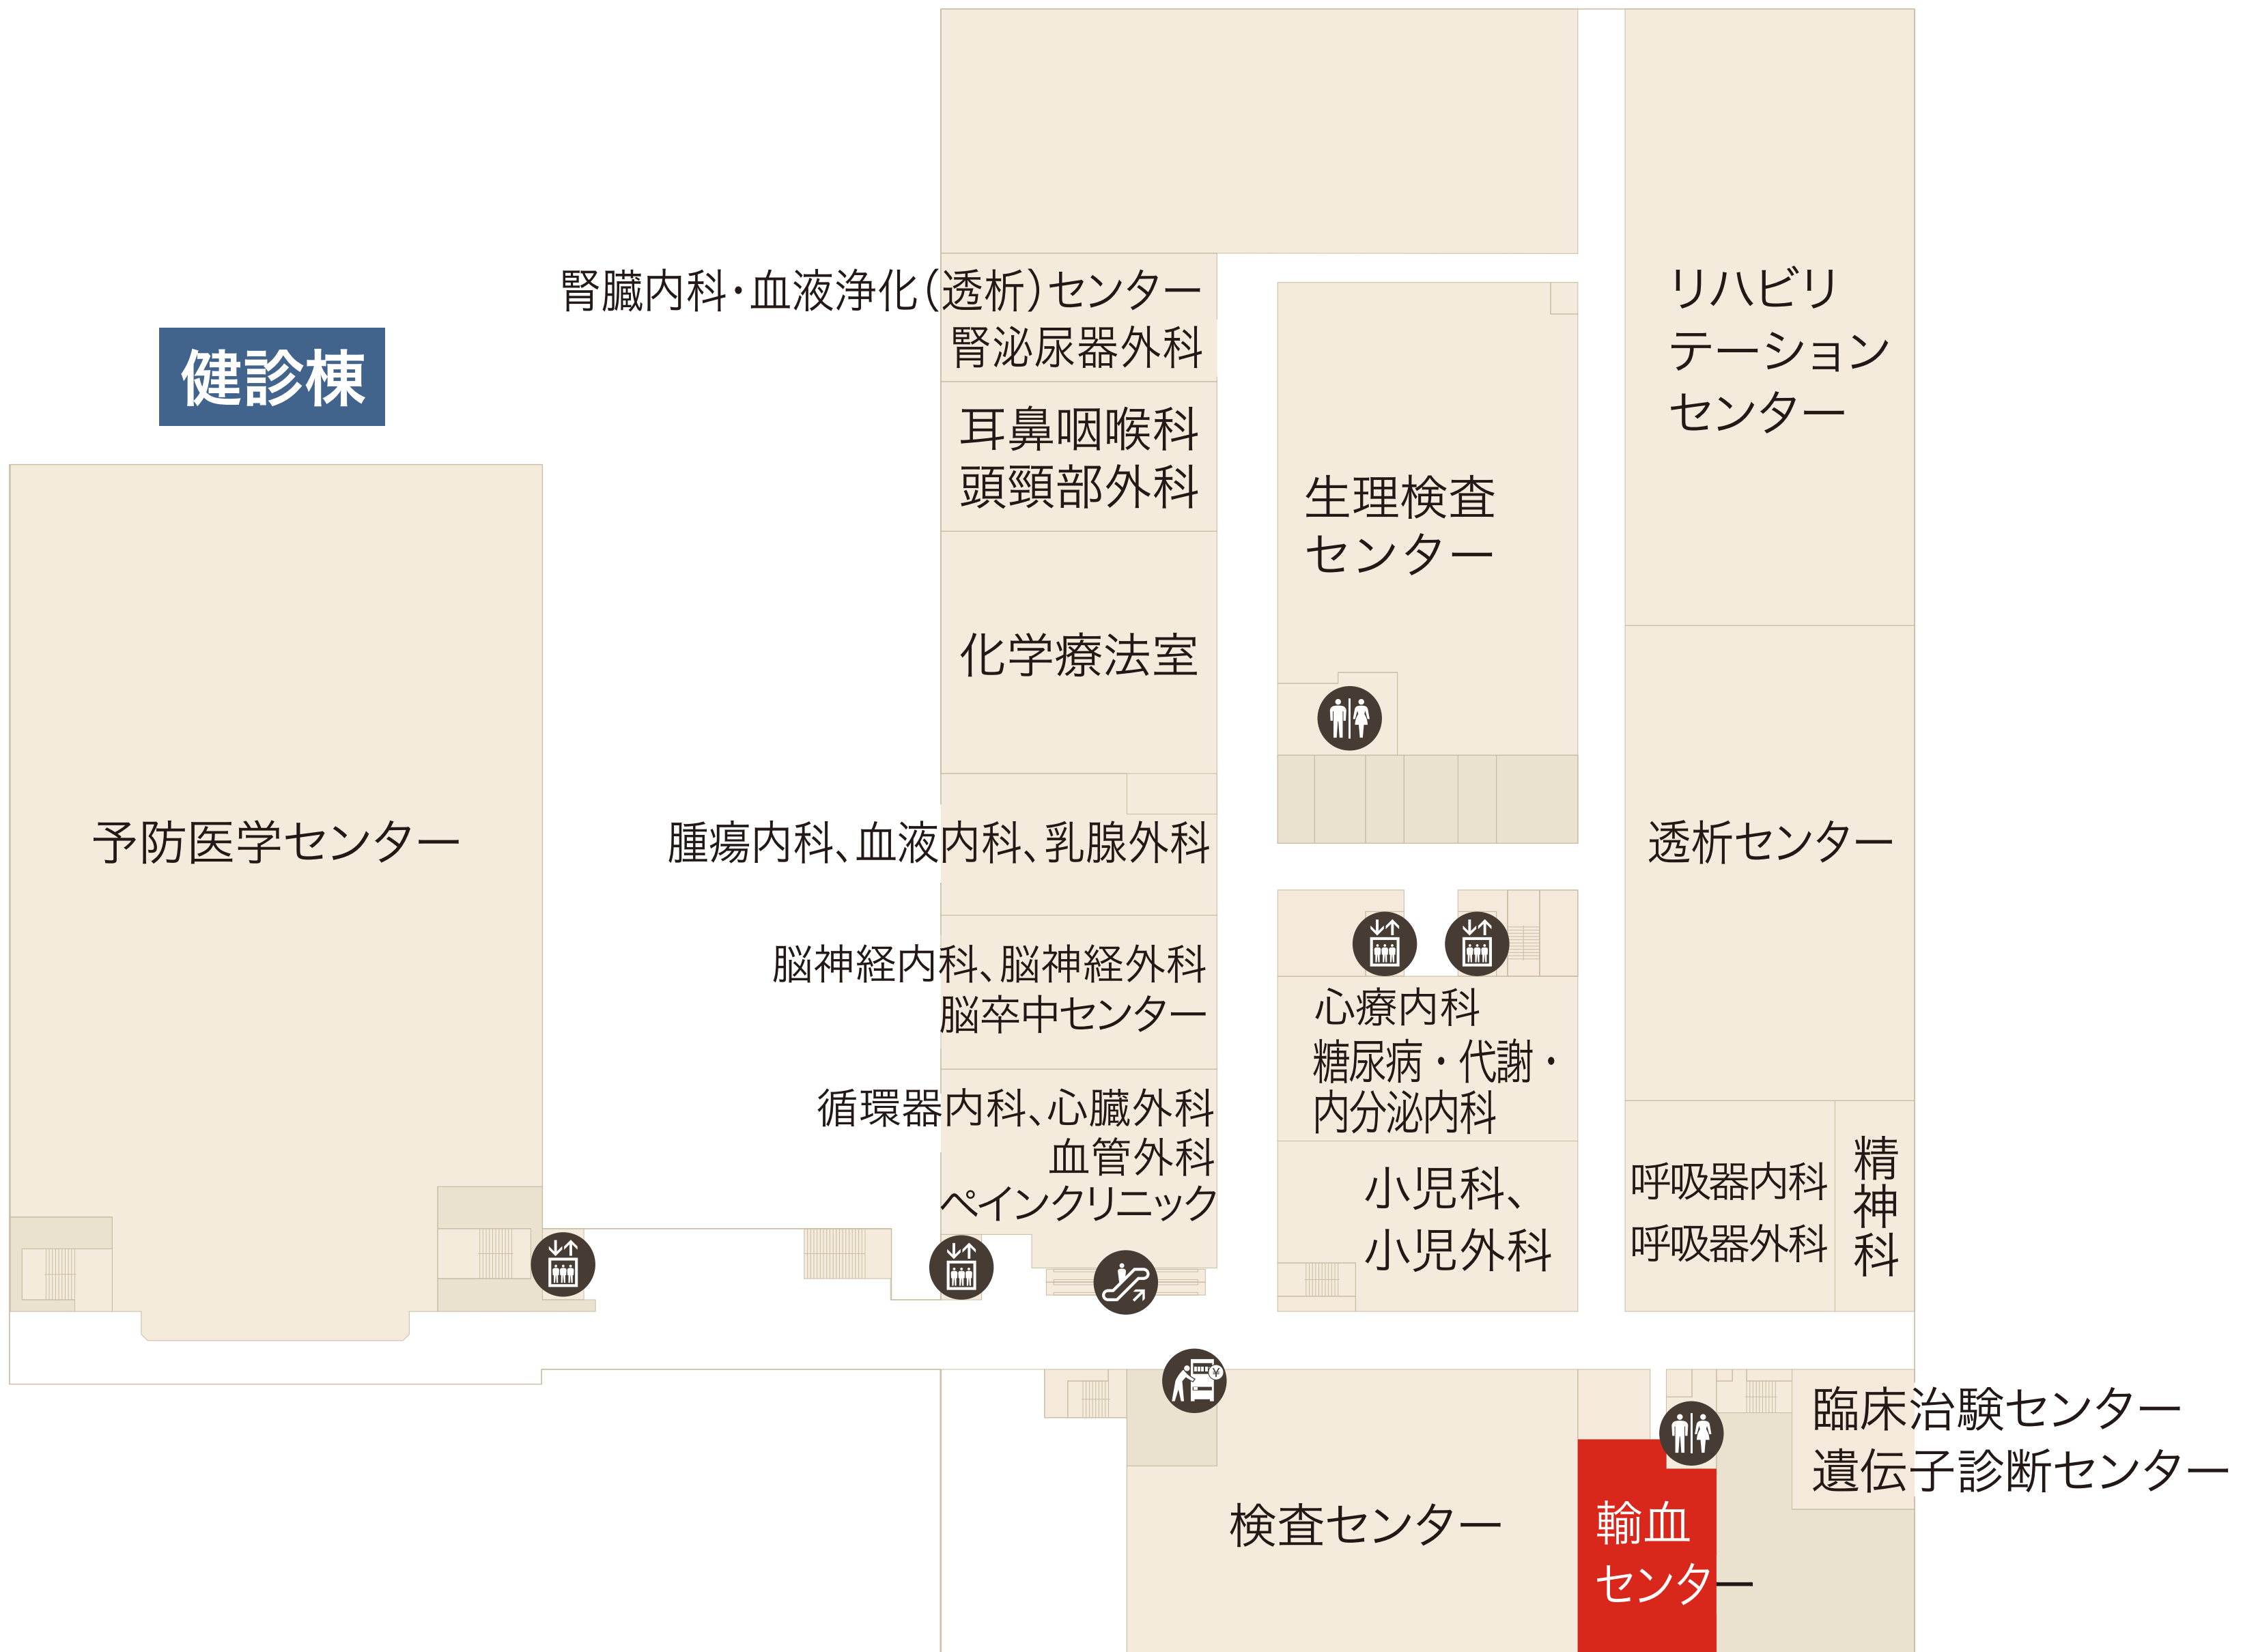 健診棟
予防医学センター
腎臓内科・血液浄化(透析)センター
腎泌尿器外科
耳鼻咽喉科
頭頸部外科
化学療法室
腫瘍内科、血液内科、乳腺外科
脳神経内科、脳神経外科
脳卒中センター
循環器内科、心臓外科
血管外科
ペインクリニック
生理検査
センター
心療内科
糖尿病・代謝・
内分泌内科
小児科、
小児外科
リハビリ
テーション
センター
透析センター
呼吸器内科
呼吸器外科
精神科
¥
検査センター
輸血
センター
臨床治験センター
遺伝子診断センター